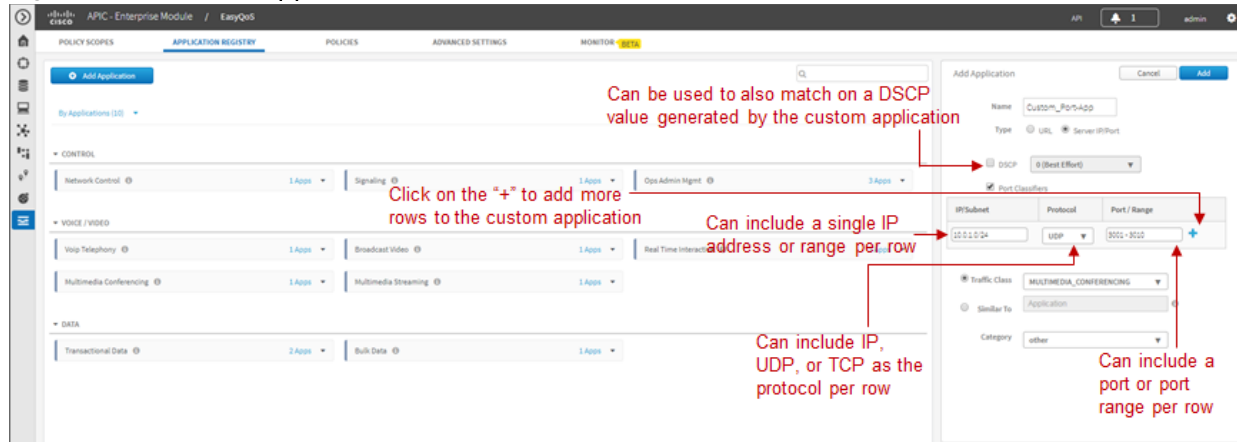 cisco APIC - Enterprise Module / EasyQoS API 1 admin
POLICY SCOPES APPLICATION REGISTRY POLICIES ADVANCED SETTINGS MONITOR BETA
Add Application
By Applications (10)
CONTROL
Network Control 1 Apps Signaling 1 Apps Ops Admin Mgmt 3 Apps
VOICE / VIDEO
Voip Telephony 1 Apps Broadcast Video 1 Apps Real Time Interactive
Multimedia Conferencing 1 Apps Multimedia Streaming 1 Apps
DATA
Transactional Data 2 Apps Bulk Data 1 Apps
Can be used to also match on a DSCP
value generated by the custom application
Click on the “+” to add more
rows to the custom application
Can include a single IP
address or range per row
Can include IP,
UDP, or TCP as the
protocol per row
Can include a
port or port
range per row
Add Application Cancel Add
Name Custom_Port-App
Type URL Server IP/Port
DSCP 0 (Best Effort)
Port Classifiers
IP/Subnet Protocol Port / Range
10.0.1.0/24 UDP 3001 - 3010 +
Traffic Class MULTIMEDIA_CONFERENCING
Similar To Application
Category other